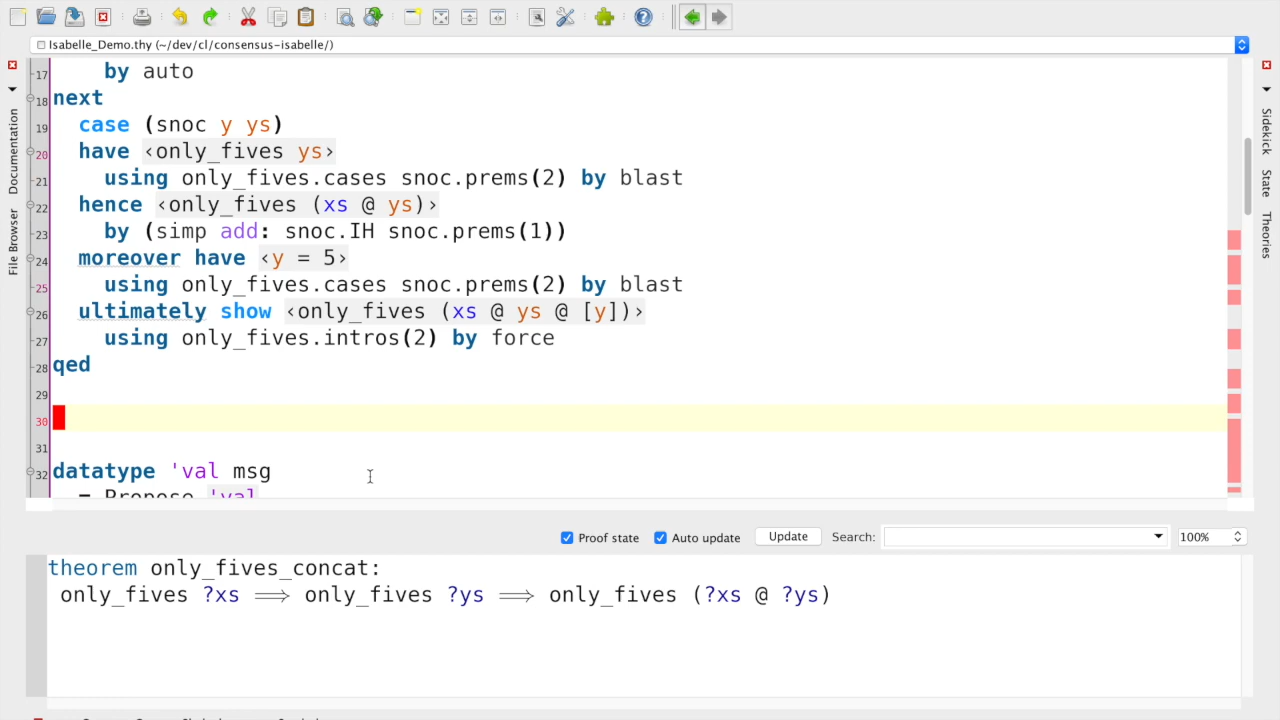 Isabelle_Demo.thy (~/dev/cl/consensus-isabelle/)
17 by auto
18 next
19 case (snoc y ys)
20 have ‹only_fives ys›
21 using only_fives.cases snoc.prems(2) by blast
22 hence ‹only_fives (xs @ ys)›
23 by (simp add: snoc.IH snoc.prems(1))
24 moreover have ‹y = 5›
25 using only_fives.cases snoc.prems(2) by blast
26 ultimately show ‹only_fives (xs @ ys @ [y])›
27 using only_fives.intros(2) by force
28 qed
29
30
31
32 datatype 'val msg
= Propose 'val
Documentation
File Browser
Sidekick
State
Theories
Proof state Auto update Update Search: 100%
theorem only_fives_concat:
only_fives ?xs ⟹ only_fives ?ys ⟹ only_fives (?xs @ ?ys)